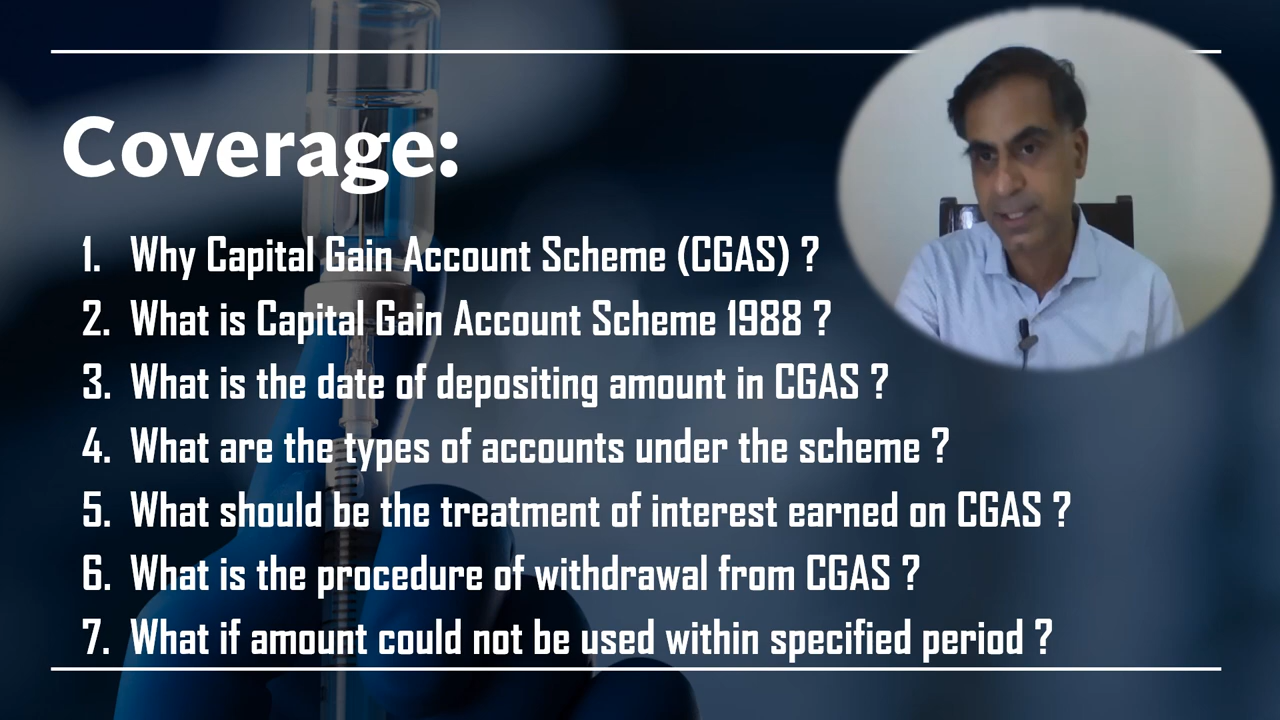 Coverage:
1. Why Capital Gain Account Scheme (CGAS) ?
2. What is Capital Gain Account Scheme 1988 ?
3. What is the date of depositing amount in CGAS ?
4. What are the types of accounts under the scheme ?
5. What should be the treatment of interest earned on CGAS ?
6. What is the procedure of withdrawal from CGAS ?
7. What if amount could not be used within specified period ?